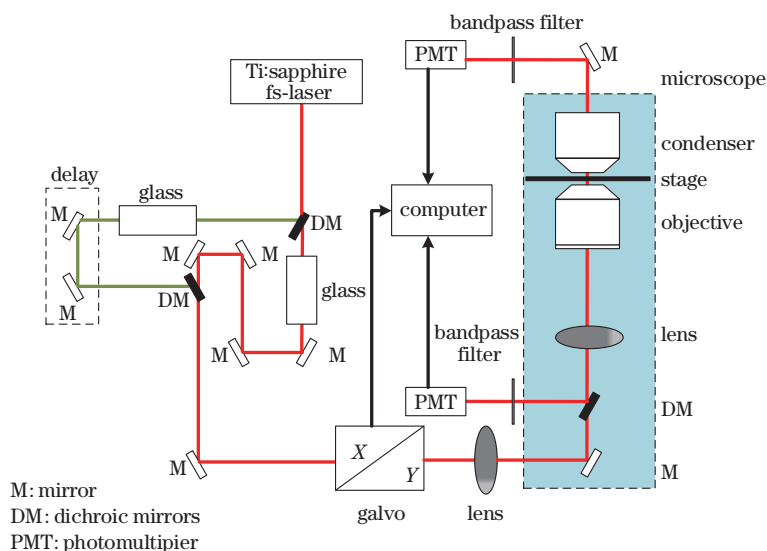 bandpass filter
PMT
M
Ti:sapphire
fs-laser
microscope
condenser
delay
glass
stage
M
DM
computer
objective
M
M
glass
M
DM
bandpass
filter
lens
M
M
PMT
DM
X
M
Y
M
M: mirror
galvo
lens
DM: dichroic mirrors
PMT: photomultipier